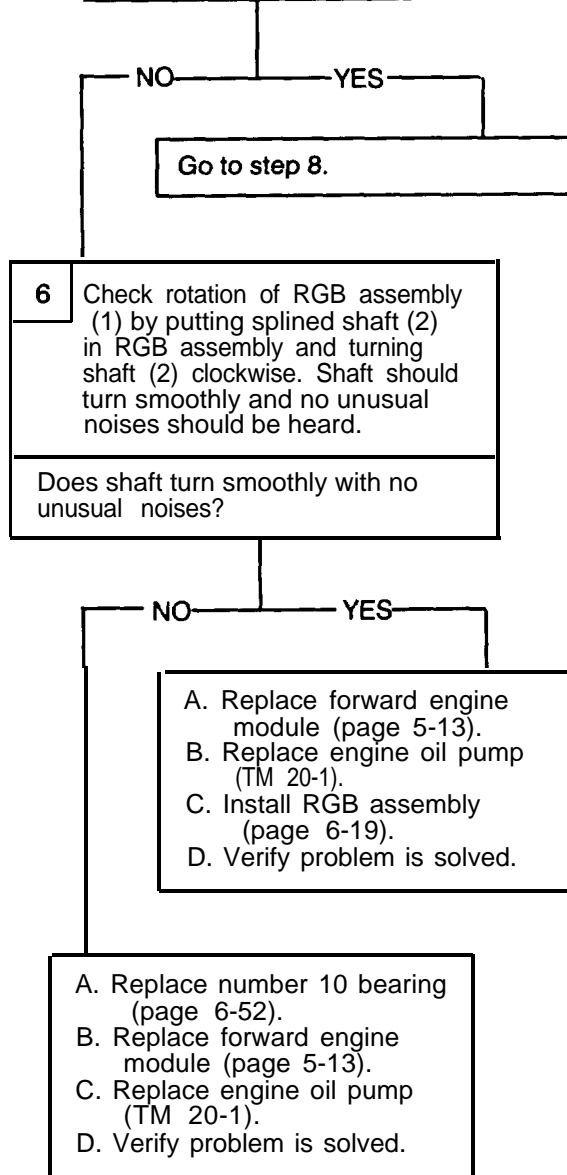 NO YES
Go to step 8.
6 Check rotation of RGB assembly
(1) by putting splined shaft (2)
in RGB assembly and turning
shaft (2) clockwise. Shaft should
turn smoothly and no unusual
noises should be heard.
Does shaft turn smoothly with no
unusual noises?
NO YES
A. Replace forward engine
module (page 5-13).
B. Replace engine oil pump
(TM 20-1).
C. Install RGB assembly
(page 6-19).
D. Verify problem is solved.
A. Replace number 10 bearing
(page 6-52).
B. Replace forward engine
module (page 5-13).
C. Replace engine oil pump
(TM 20-1).
D. Verify problem is solved.